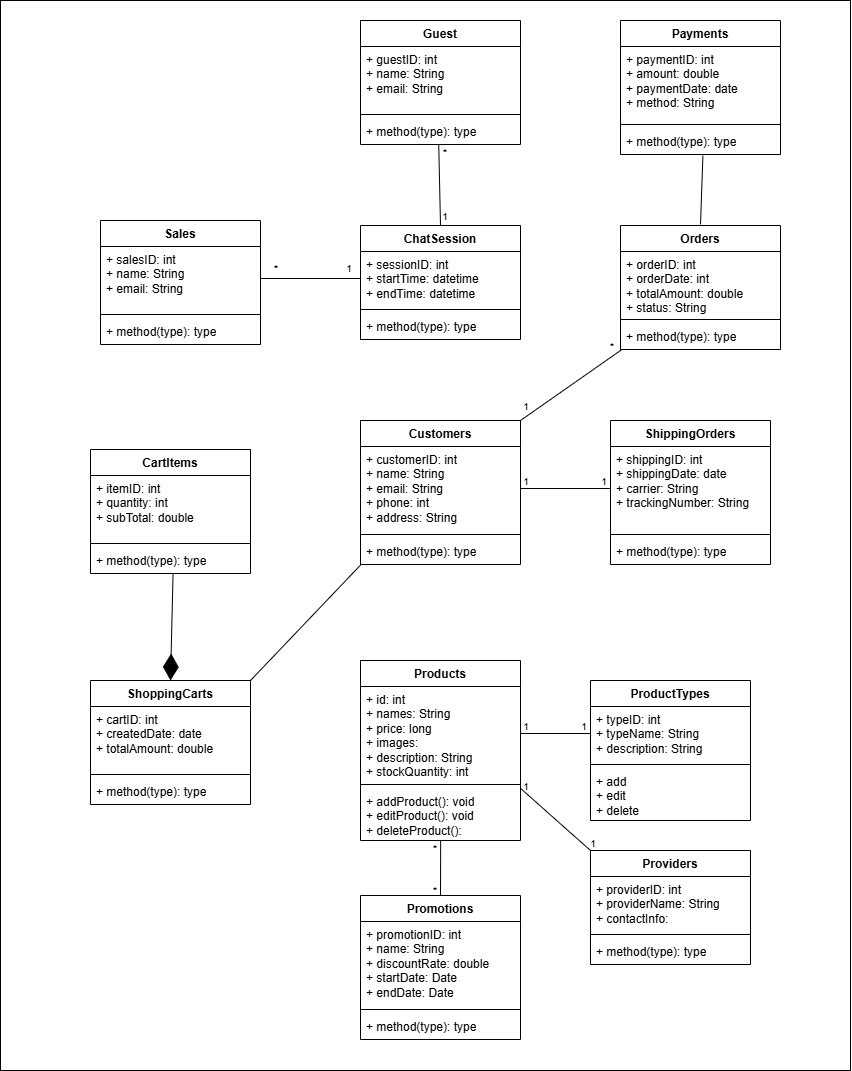 Guest
+ guestID: int
+ name: String
+ email: String
+ method(type): type
*
1
Payments
+ paymentID: int
+ amount: double
+ paymentDate: date
+ method: String
+ method(type): type
Sales
+ salesID: int
+ name: String
+ email: String
+ method(type): type
*
1
ChatSession
+ sessionID: int
+ startTime: datetime
+ endTime: datetime
+ method(type): type
Orders
+ orderID: int
+ orderDate: int
+ totalAmount: double
+ status: String
+ method(type): type
*
1
CartItems
+ itemID: int
+ quantity: int
+ subTotal: double
+ method(type): type
Customers
+ customerID: int
+ name: String
+ email: String
+ phone: int
+ address: String
+ method(type): type
1
1
ShippingOrders
+ shippingID: int
+ shippingDate: date
+ carrier: String
+ trackingNumber: String
+ method(type): type
ShoppingCarts
+ cartID: int
+ createdDate: date
+ totalAmount: double
+ method(type): type
Products
+ id: int
+ names: String
+ price: long
+ images:
+ description: String
+ stockQuantity: int
+ addProduct(): void
+ editProduct(): void
+ deleteProduct():
1
1
ProductTypes
+ typeID: int
+ typeName: String
+ description: String
+ add
+ edit
+ delete
1
1
Providers
+ providerID: int
+ providerName: String
+ contactInfo:
+ method(type): type
*
*
Promotions
+ promotionID: int
+ name: String
+ discountRate: double
+ startDate: Date
+ endDate: Date
+ method(type): type